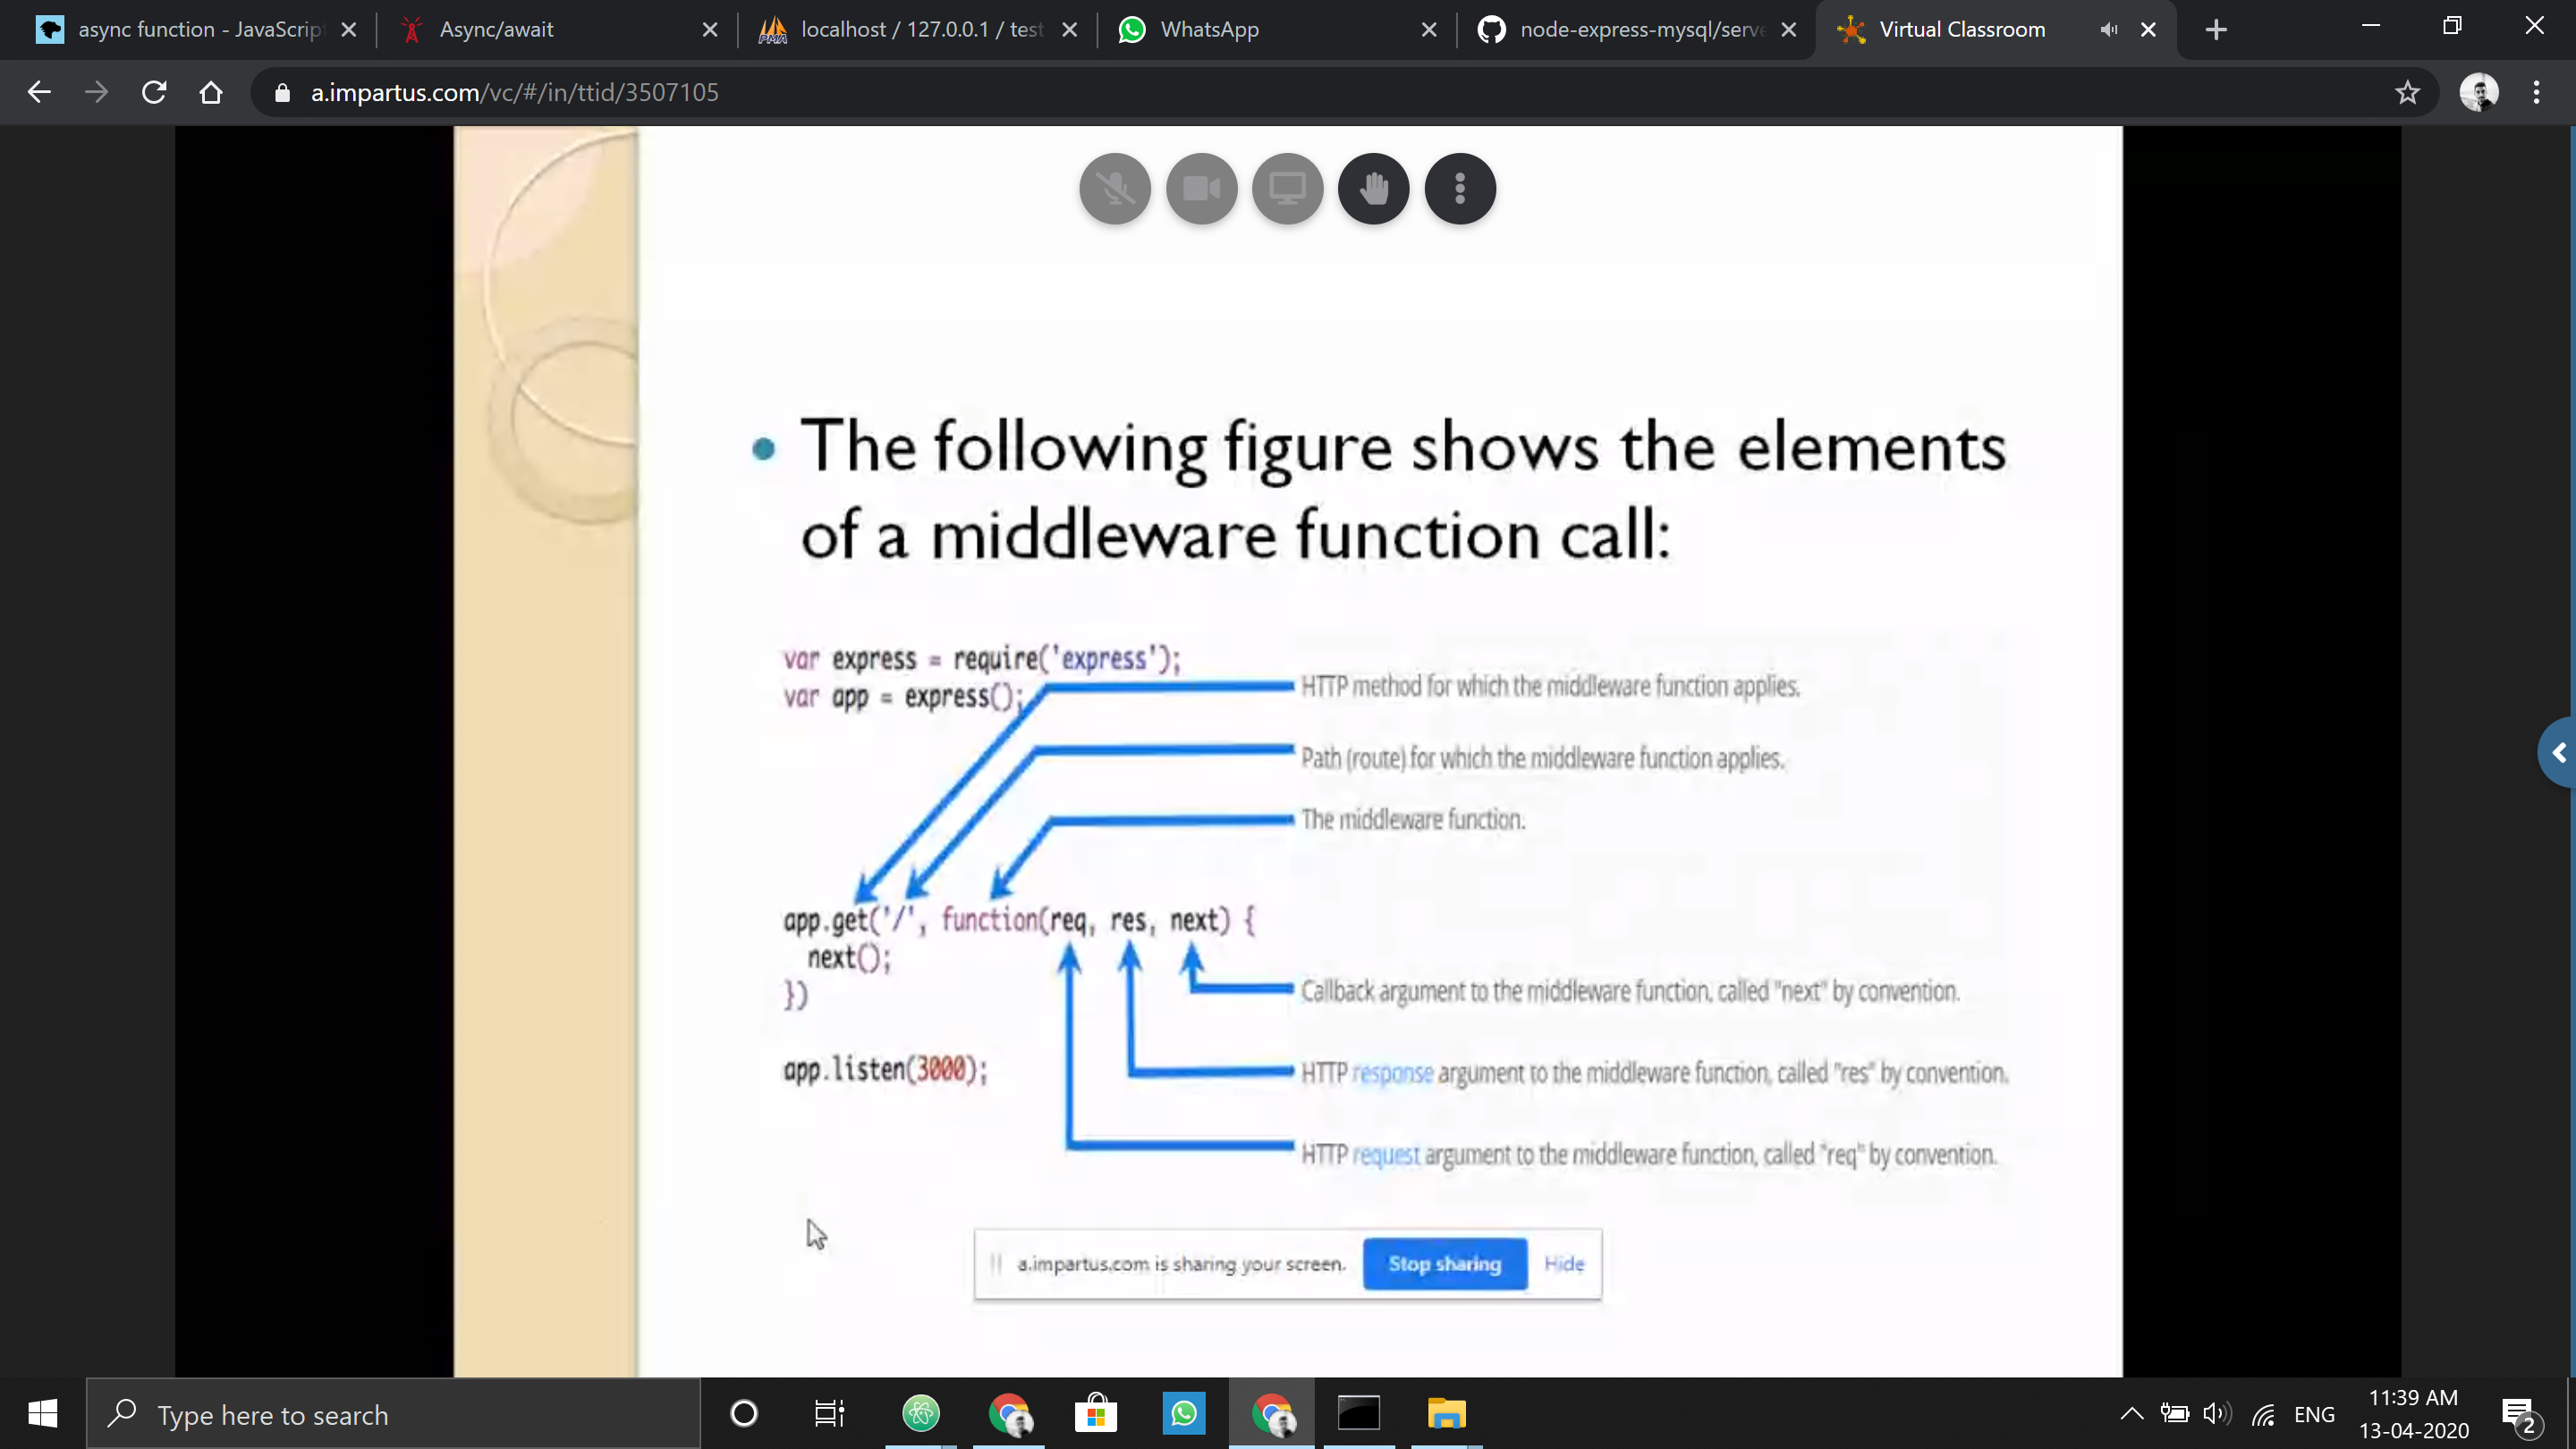 async function - JavaScrip
Async/await
localhost / 127.0.0.1 / test
WhatsApp
node-express-mysql/serve
Virtual Classroom
a.impartus.com/vc/#/in/ttid/3507105
• The following figure shows the elements
of a middleware function call:
var express = require('express');
var app = express();
HTTP method for which the middleware function applies.
Path (route) for which the middleware function applies.
The middleware function.
app.get('/', function(req, res, next) {
next();
})
Callback argument to the middleware function, called "next" by convention.
app.listen(3000);
HTTP response argument to the middleware function, called "res" by convention.
HTTP request argument to the middleware function, called "req" by convention.
a.impartus.com is sharing your screen. Stop sharing Hide
Type here to search
ENG
11:39 AM
13-04-2020
2